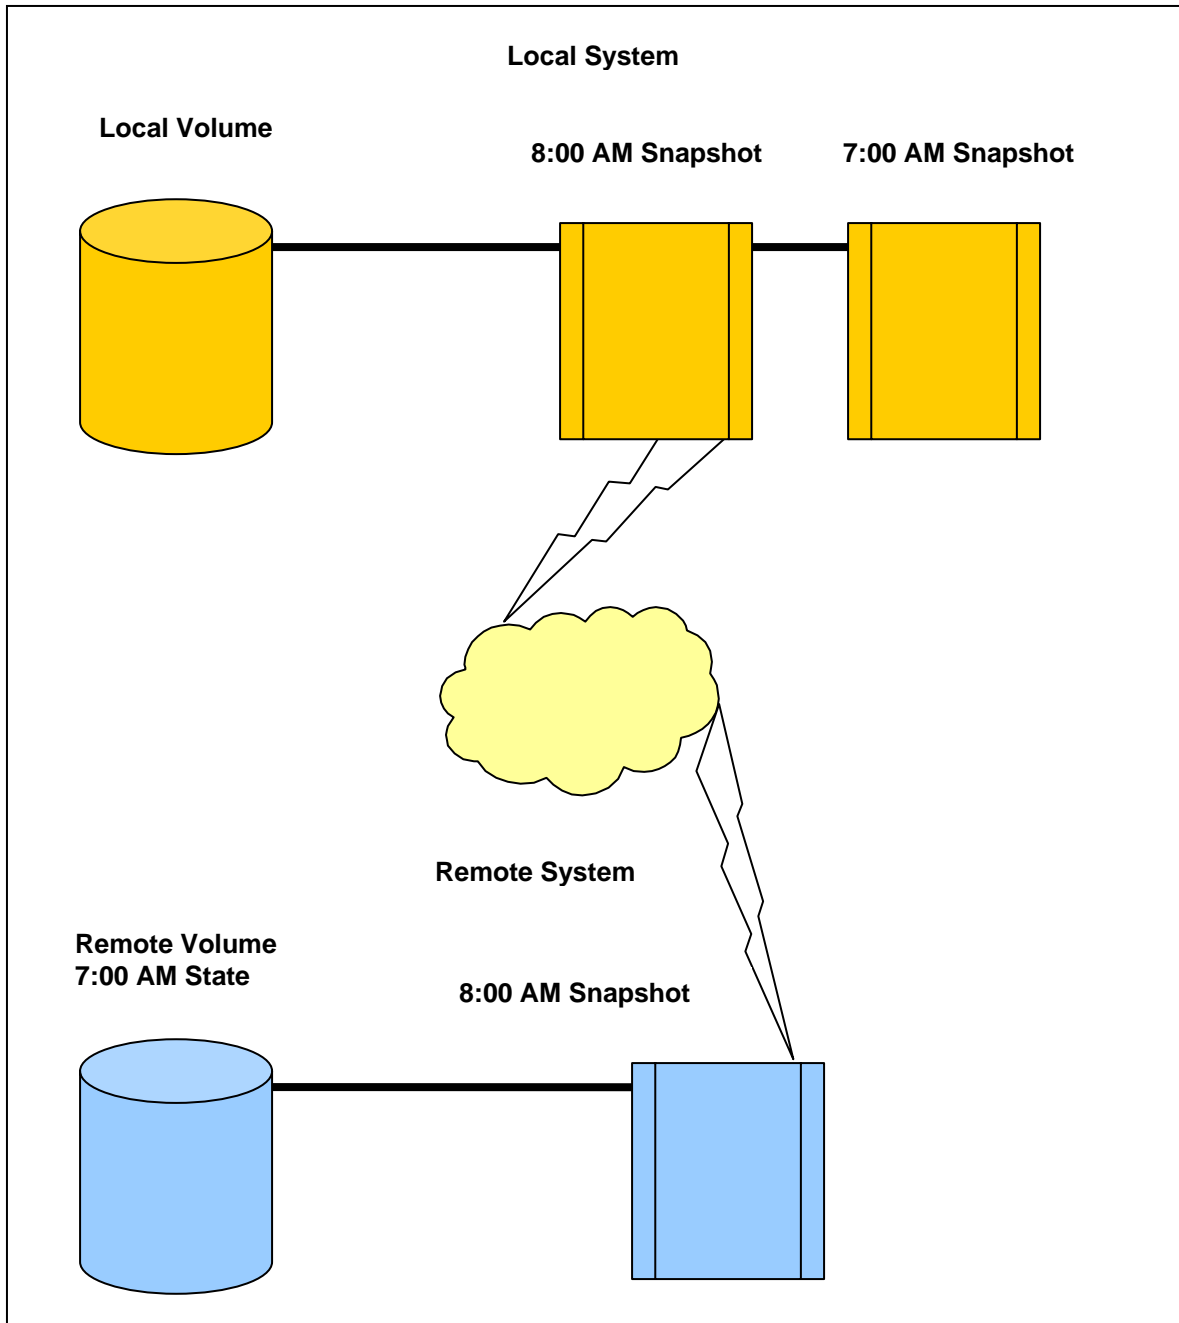 Local System
Local Volume
8:00 AM Snapshot
7:00 AM Snapshot
Remote System
Remote Volume
7:00 AM State
8:00 AM Snapshot